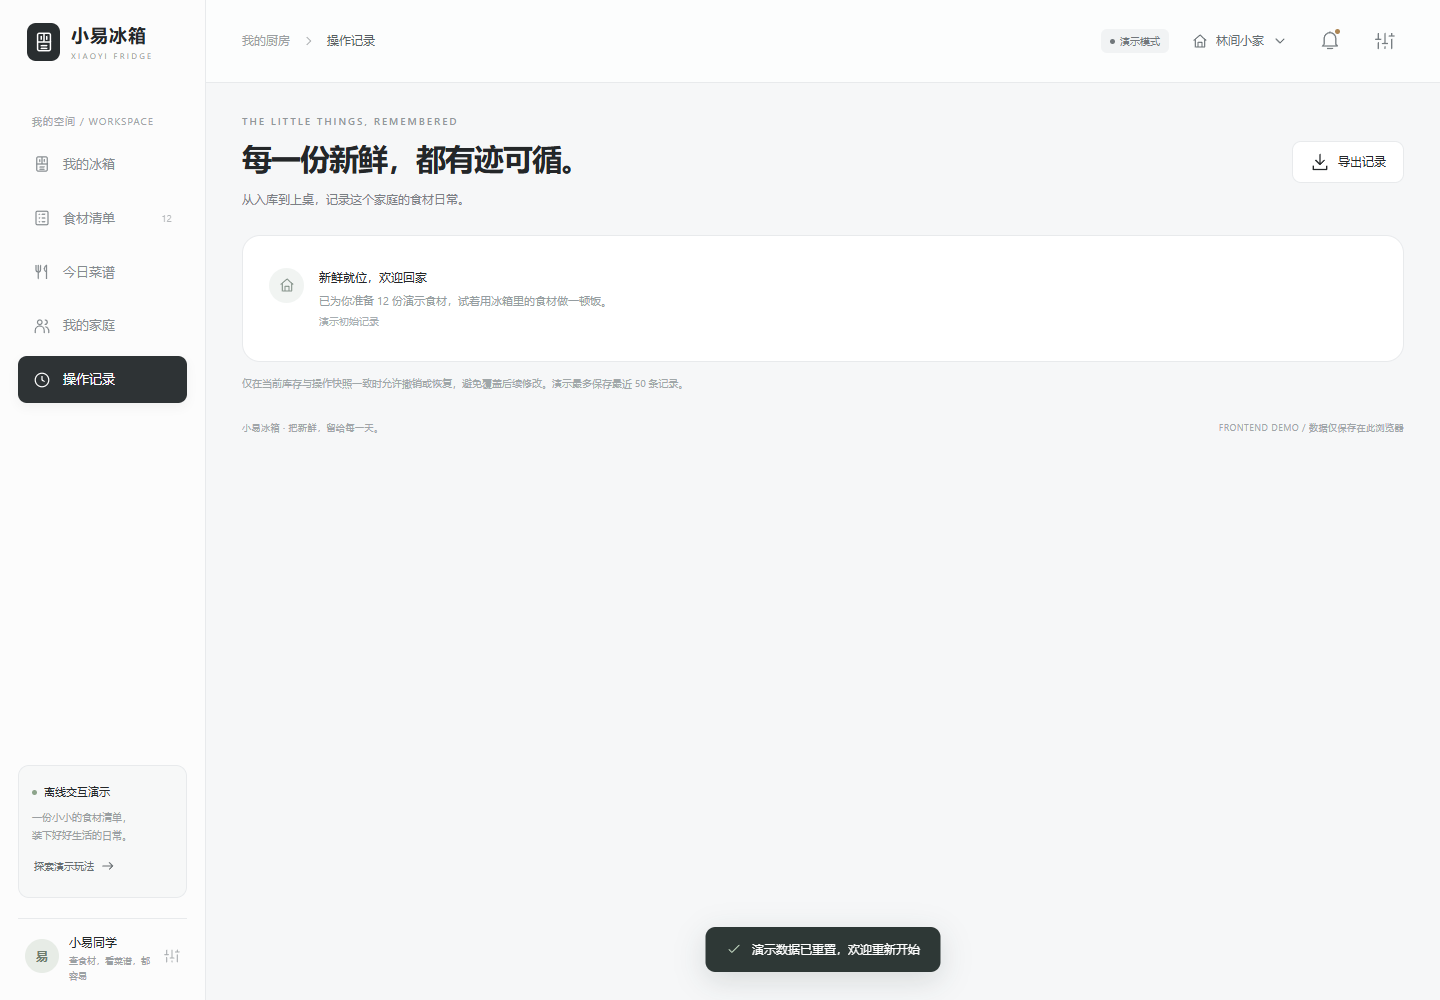 小易冰箱
XIAOYI FRIDGE
我的空间 / WORKSPACE
我的冰箱
食材清单 12
今日菜谱
我的家庭
操作记录
离线交互演示
一份小小的食材清单，
装下好好生活的日常。
探索演示玩法
易
小易同学
查食材、看菜谱，都
容易
我的厨房 操作记录
演示模式
林间小家
THE LITTLE THINGS, REMEMBERED
每一份新鲜，都有迹可循。
从入库到上桌，记录这个家庭的食材日常。
导出记录
新鲜就位，欢迎回家
已为你准备 12 份演示食材，试着用冰箱里的食材做一顿饭。
演示初始记录
仅在当前库存与操作快照一致时允许撤销或恢复，避免覆盖后续修改。演示最多保存最近 50 条记录。
小易冰箱 · 把新鲜，留给每一天。
FRONTEND DEMO / 数据仅保存在此浏览器
演示数据已重置，欢迎重新开始